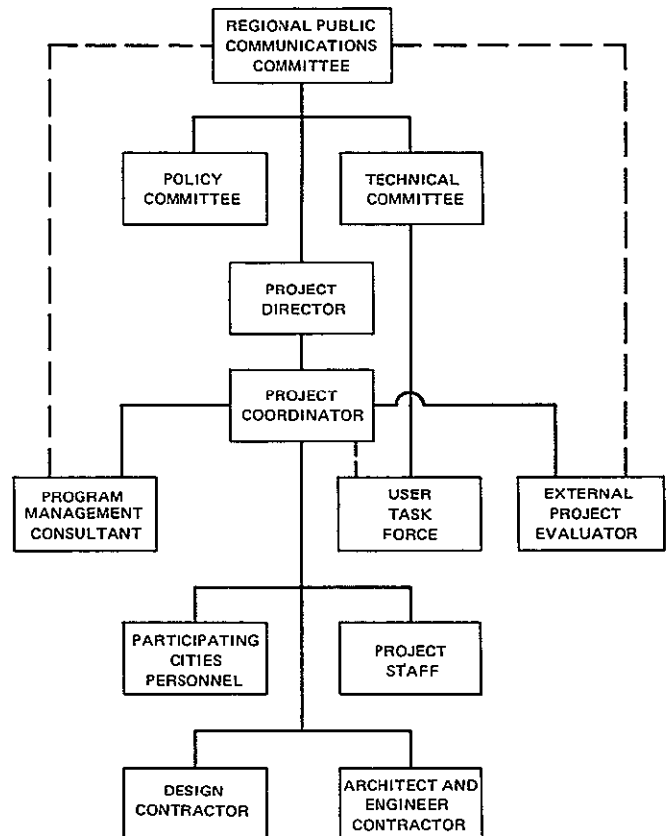 REGIONAL PUBLIC
COMMUNICATIONS
COMMITTEE
POLICY
COMMITTEE
TECHNICAL
COMMITTEE
PROJECT
DIRECTOR
PROJECT
COORDINATOR
PROGRAM
MANAGEMENT
CONSULTANT
USER
TASK
FORCE
EXTERNAL
PROJECT
EVALUATOR
PARTICIPATING
CITIES
PERSONNEL
PROJECT
STAFF
DESIGN
CONTRACTOR
ARCHITECT AND
ENGINEER
CONTRACTOR